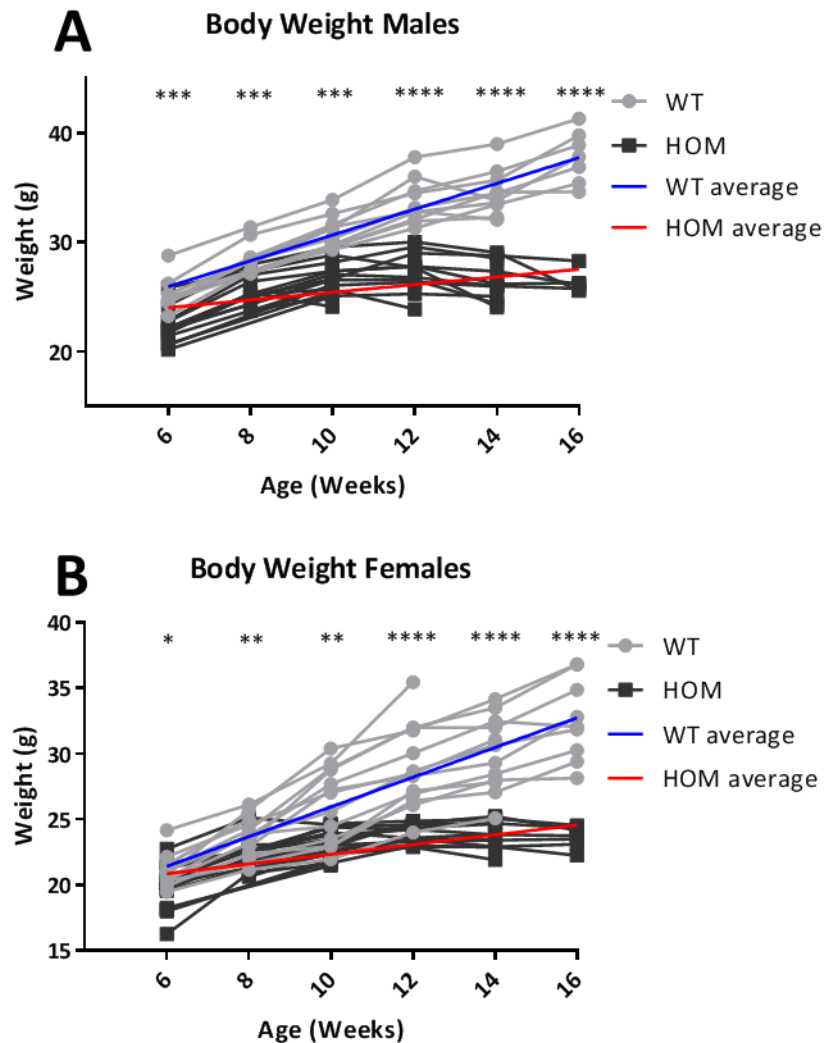 A
Body Weight Males
*** *** *** **** **** ****
40
30
20
Weight (g)
6 8 10 12 14 16
Age (Weeks)
WT
HOM
WT average
HOM average
B
Body Weight Females
* ** ** **** **** ****
40
35
30
25
20
15
Weight (g)
6 8 10 12 14 16
Age (Weeks)
WT
HOM
WT average
HOM average